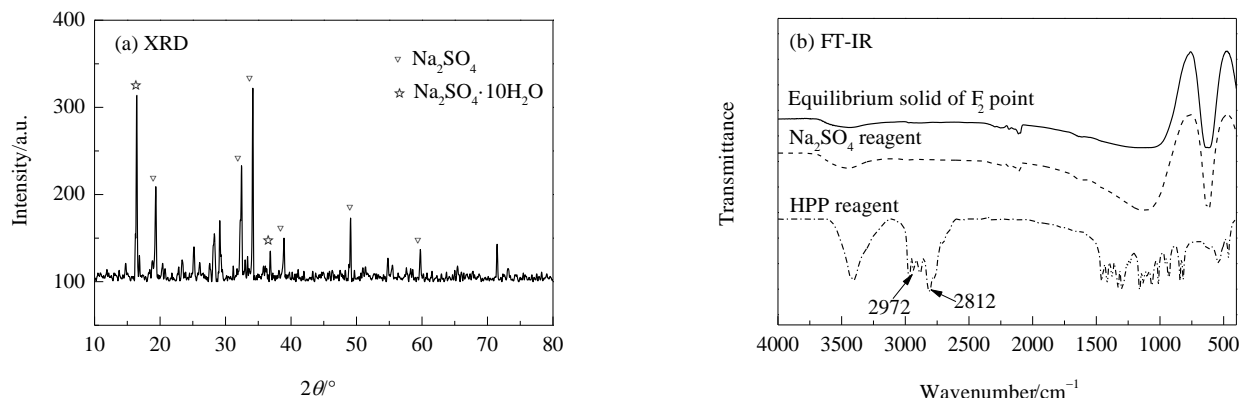 400
300
200
100
Intensity/a.u.
(a) XRD
▽ Na₂SO₄
☆ Na₂SO₄·10H₂O
10 20 30 40 50 60 70 80
2θ/°
(b) FT-IR
Transmittance
Equilibrium solid of E₂ point
Na₂SO₄ reagent
HPP reagent
2972 2812
4000 3500 3000 2500 2000 1500 1000 500
Wavenumber/cm⁻¹